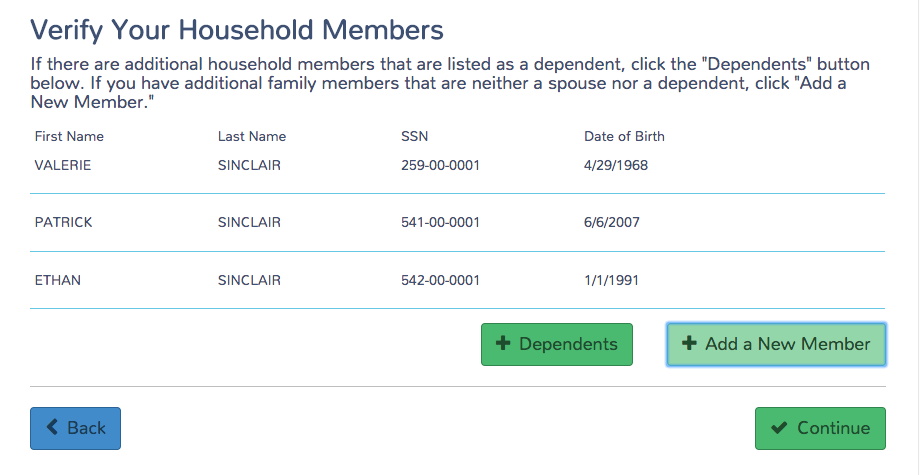 Verify Your Household Members
If there are additional household members that are listed as a dependent, click the "Dependents" button
below. If you have additional family members that are neither a spouse nor a dependent, click "Add a
New Member."
First Name Last Name SSN Date of Birth
VALERIE SINCLAIR 259-00-0001 4/29/1968
PATRICK SINCLAIR 541-00-0001 6/6/2007
ETHAN SINCLAIR 542-00-0001 1/1/1991
Dependents Add a New Member
Back Continue